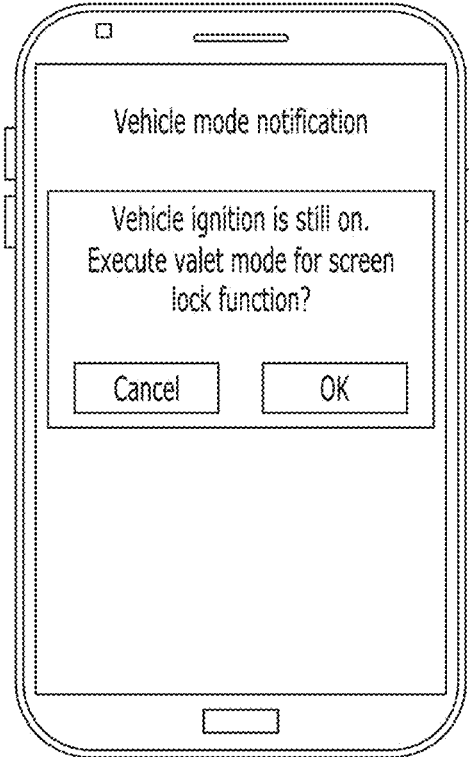 Vehicle mode notification
Vehicle ignition is still on.
Execute valet mode for screen
lock function?
Cancel
OK